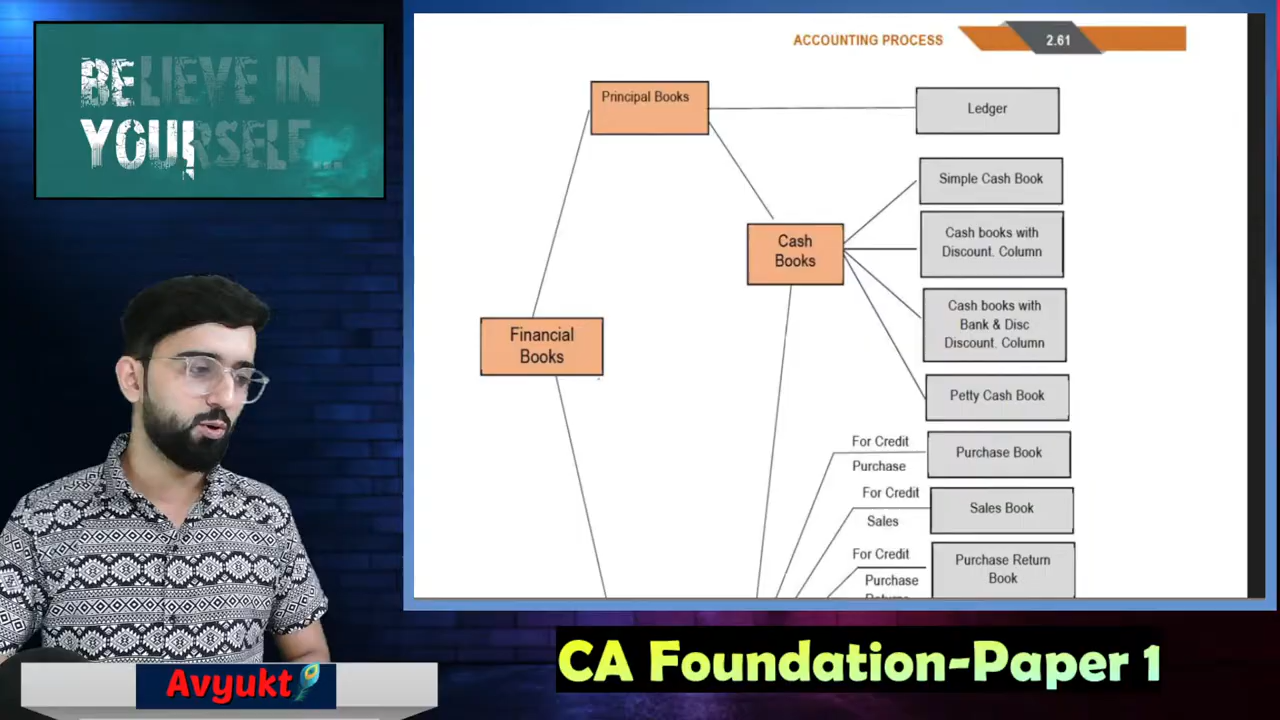 BELIEVE IN
YOURSELF...
ACCOUNTING PROCESS
2.61
Principal Books
Ledger
Simple Cash Book
Cash
Books
Cash books with
Discount. Column
Cash books with
Bank & Disc
Discount. Column
Financial
Books
Petty Cash Book
For Credit
Purchase
Purchase Book
For Credit
Sales
Sales Book
For Credit
Purchase
Purchase Return
Book
Avyukt
CA Foundation-Paper 1